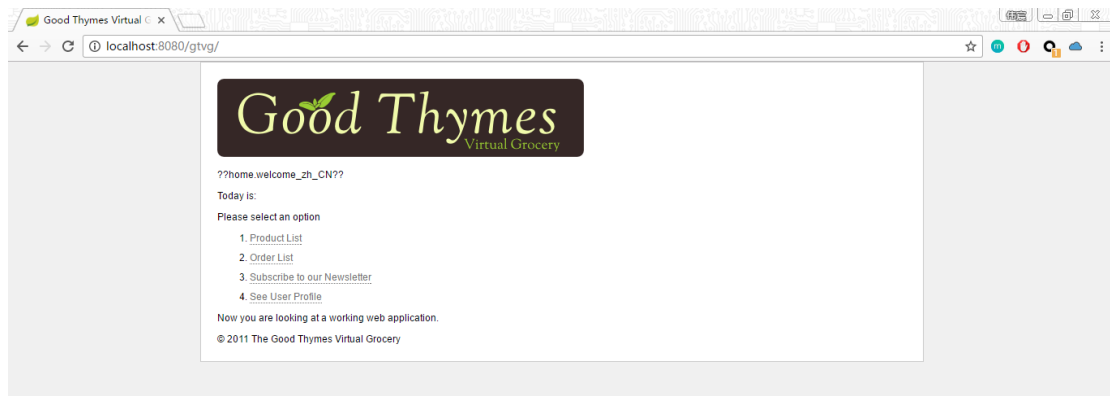 Good Thymes Virtual G
localhost:8080/gtvg/
Good Thymes
Virtual Grocery
??home.welcome_zh_CN??
Today is:
Please select an option
1. Product List
2. Order List
3. Subscribe to our Newsletter
4. See User Profile
Now you are looking at a working web application.
© 2011 The Good Thymes Virtual Grocery